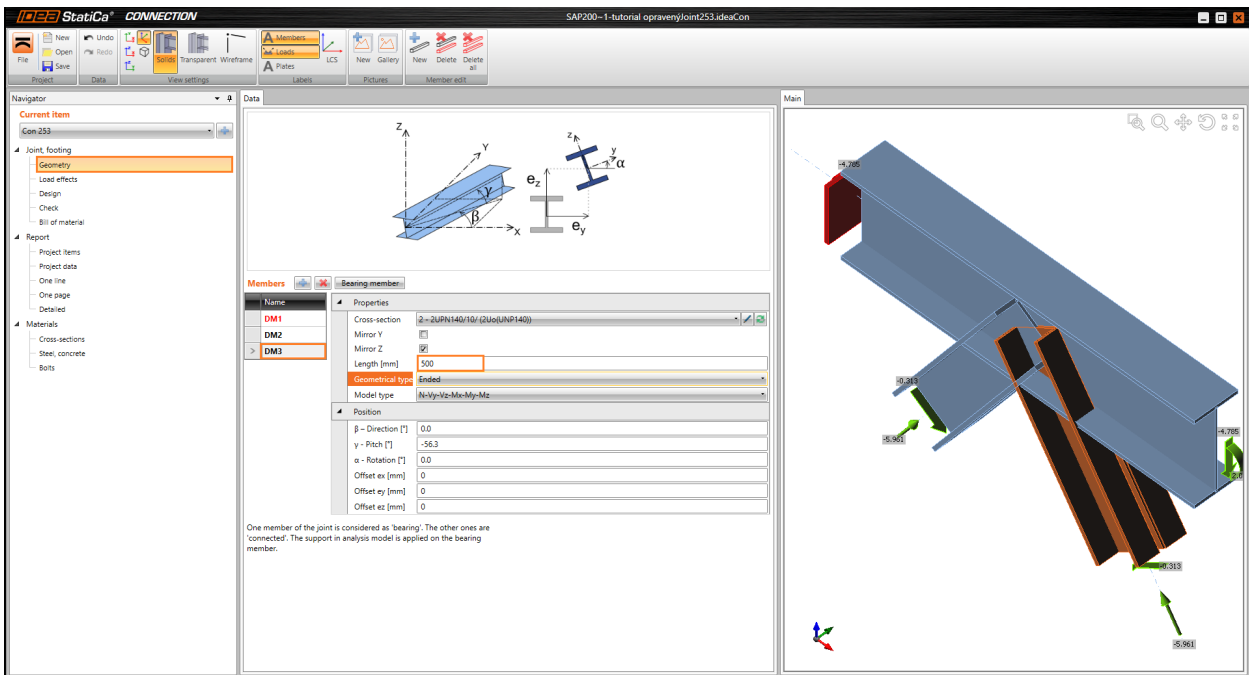 IDEA StatiCa® CONNECTION
SAP200~1-tutorial opravenýJoint253.ideaCon
File
New
Open
Save
Project
Undo
Redo
Data
Solids
Transparent
Wireframe
View settings
Members
Loads
Plates
LCS
Labels
New
Gallery
Pictures
New
Delete
Delete all
Member edit
Navigator
Current item
Con 253
Joint, footing
Geometry
Load effects
Design
Check
Bill of material
Report
Project items
Project data
One line
One page
Detailed
Materials
Cross-sections
Steel, concrete
Bolts
Data
Z
Y
X
γ
β
z
y
α
ez
ey
Members
Bearing member
Name
DM1
DM2
> DM3
Properties
Cross-section 2 - 2UPN140/10/ (2Uo(UNP140))
Mirror Y
Mirror Z
Length [mm] 500
Geometrical type Ended
Model type N-Vy-Vz-Mx-My-Mz
Position
β – Direction [°] 0.0
γ - Pitch [°] -56.3
α - Rotation [°] 0.0
Offset ex [mm] 0
Offset ey [mm] 0
Offset ez [mm] 0
One member of the joint is considered as 'bearing'. The other ones are
'connected'. The support in analysis model is applied on the bearing
member.
Main
-4.785
-0.313
-5.961
-4.785
-0.313
-5.961